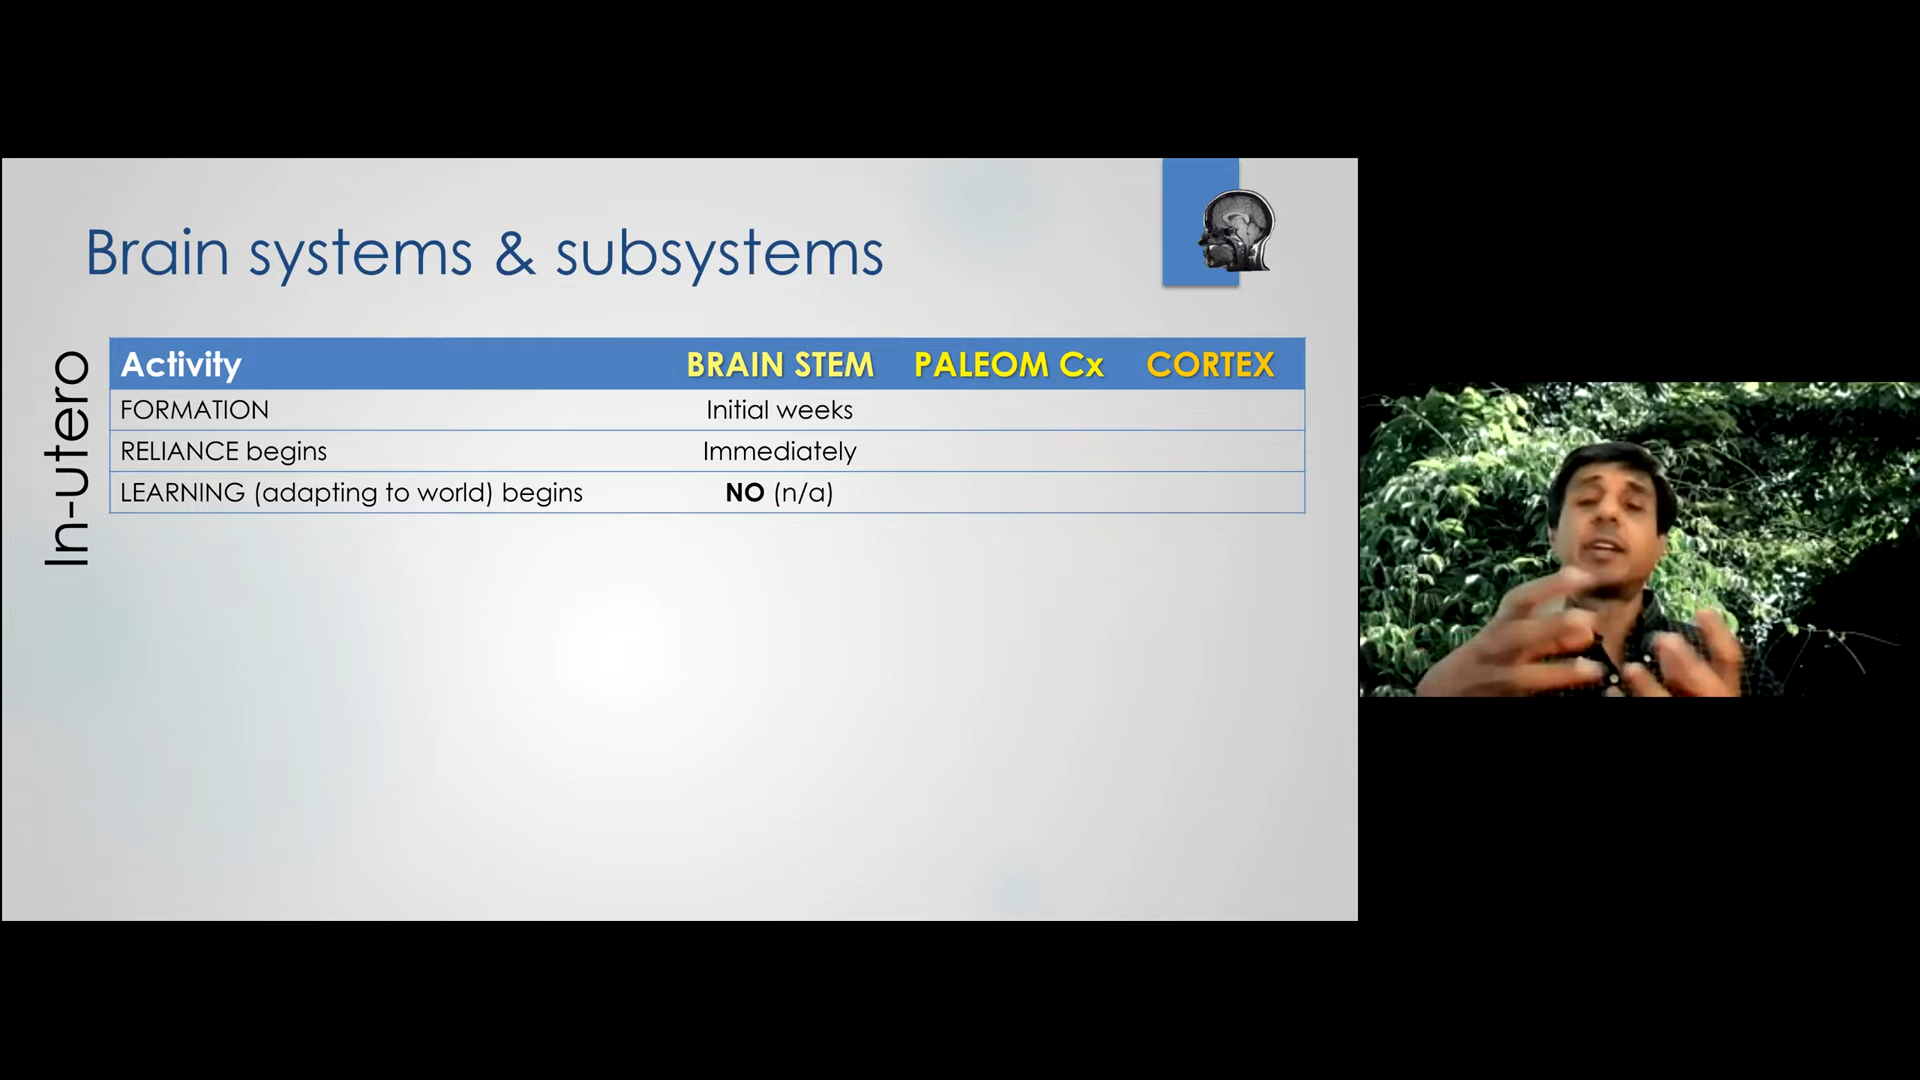 Brain systems & subsystems
In-utero
Activity BRAIN STEM PALEOM Cx CORTEX
FORMATION Initial weeks
RELIANCE begins Immediately
LEARNING (adapting to world) begins NO (n/a)